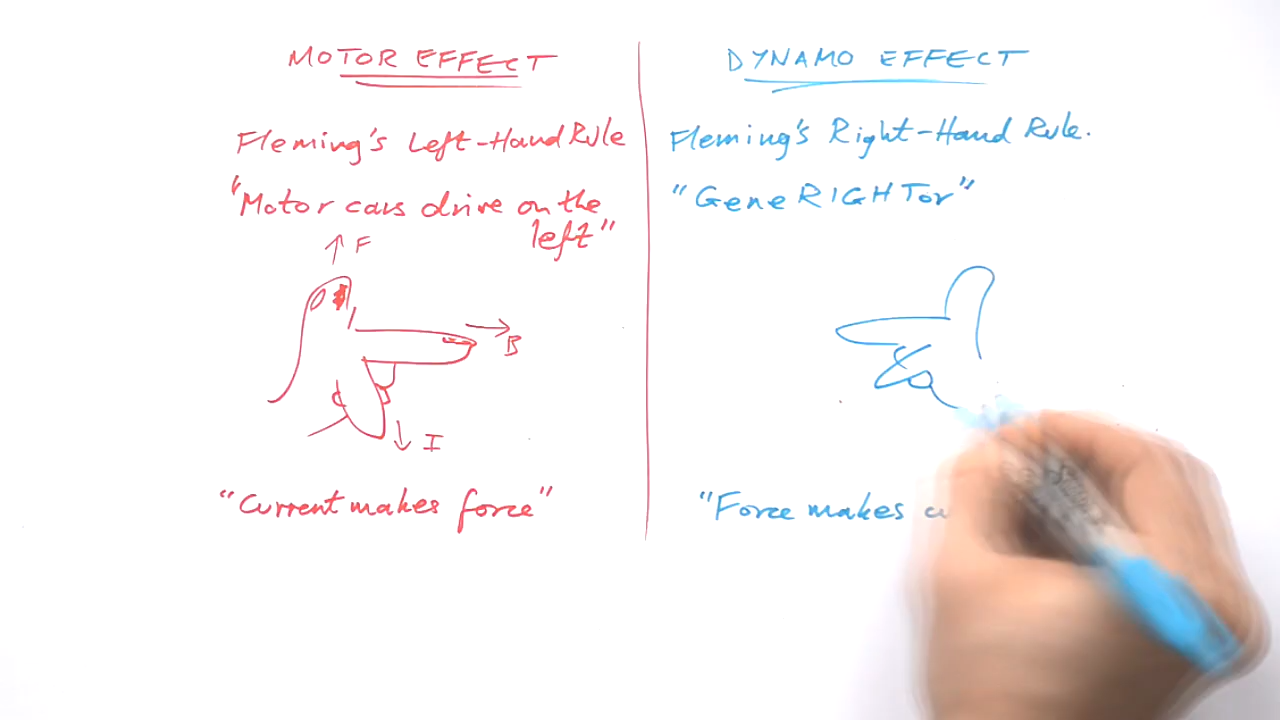 MOTOR EFFECT
Fleming's Left-Hand Rule
"Motor cars drive on the
left"
F
B
I
"Current makes force"
DYNAMO EFFECT
Fleming's Right-Hand Rule.
"GeneRIGHTor"
"Force makes cu